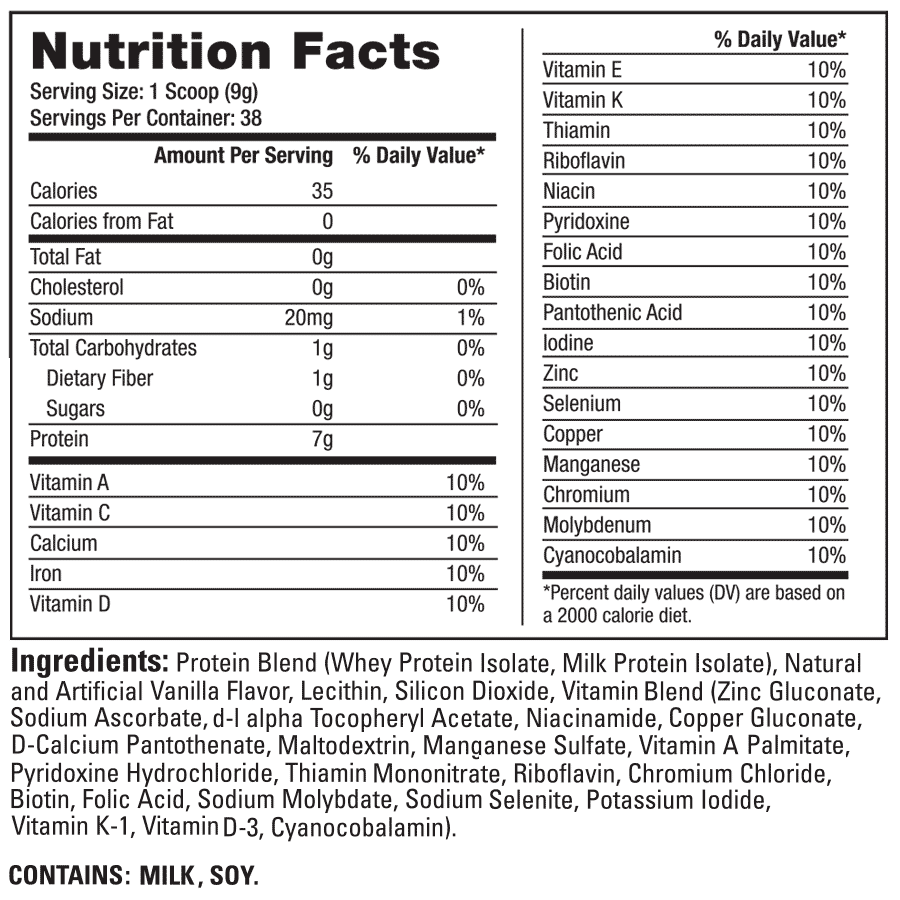 Nutrition Facts
Serving Size: 1 Scoop (9g)
Servings Per Container: 38
Amount Per Serving % Daily Value*
Calories 35
Calories from Fat 0
Total Fat 0g
Cholesterol 0g 0%
Sodium 20mg 1%
Total Carbohydrates 1g 0%
Dietary Fiber 1g 0%
Sugars 0g 0%
Protein 7g
Vitamin A 10%
Vitamin C 10%
Calcium 10%
Iron 10%
Vitamin D 10%
% Daily Value*
Vitamin E 10%
Vitamin K 10%
Thiamin 10%
Riboflavin 10%
Niacin 10%
Pyridoxine 10%
Folic Acid 10%
Biotin 10%
Pantothenic Acid 10%
Iodine 10%
Zinc 10%
Selenium 10%
Copper 10%
Manganese 10%
Chromium 10%
Molybdenum 10%
Cyanocobalamin 10%
*Percent daily values (DV) are based on
a 2000 calorie diet.
Ingredients: Protein Blend (Whey Protein Isolate, Milk Protein Isolate), Natural
and Artificial Vanilla Flavor, Lecithin, Silicon Dioxide, Vitamin Blend (Zinc Gluconate,
Sodium Ascorbate, d-l alpha Tocopheryl Acetate, Niacinamide, Copper Gluconate,
D-Calcium Pantothenate, Maltodextrin, Manganese Sulfate, Vitamin A Palmitate,
Pyridoxine Hydrochloride, Thiamin Mononitrate, Riboflavin, Chromium Chloride,
Biotin, Folic Acid, Sodium Molybdate, Sodium Selenite, Potassium Iodide,
Vitamin K-1, Vitamin D-3, Cyanocobalamin).
CONTAINS: MILK, SOY.